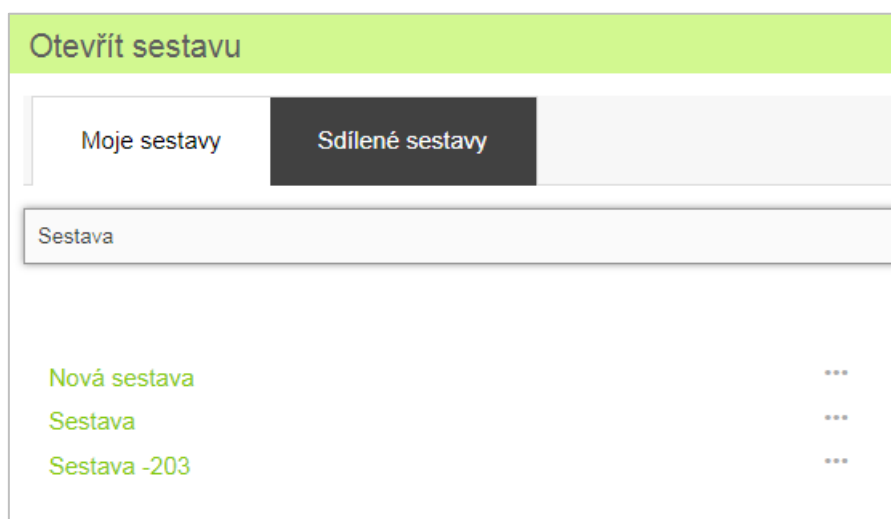 Otevřít sestavu
Moje sestavy Sdílené sestavy
Sestava
Nová sestava ...
Sestava ...
Sestava -203 ...